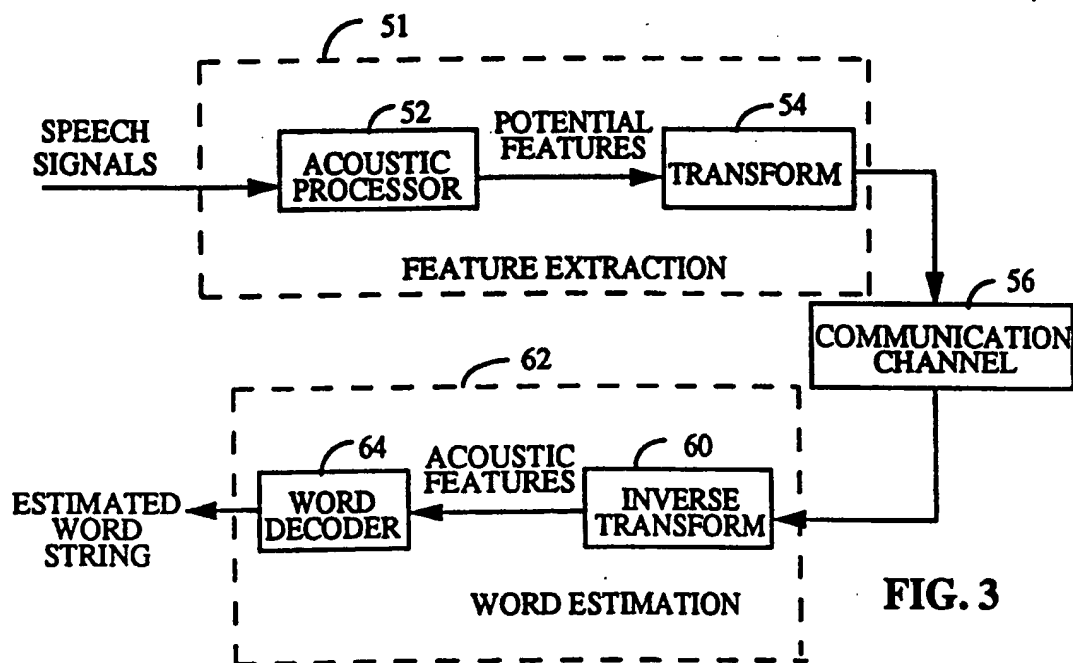 51
SPEECH
SIGNALS
52
ACOUSTIC
PROCESSOR
POTENTIAL
FEATURES
54
TRANSFORM
FEATURE EXTRACTION
56
COMMUNICATION
CHANNEL
62
64
WORD
DECODER
ACOUSTIC
FEATURES
60
INVERSE
TRANSFORM
ESTIMATED
WORD
STRING
WORD ESTIMATION
FIG. 3